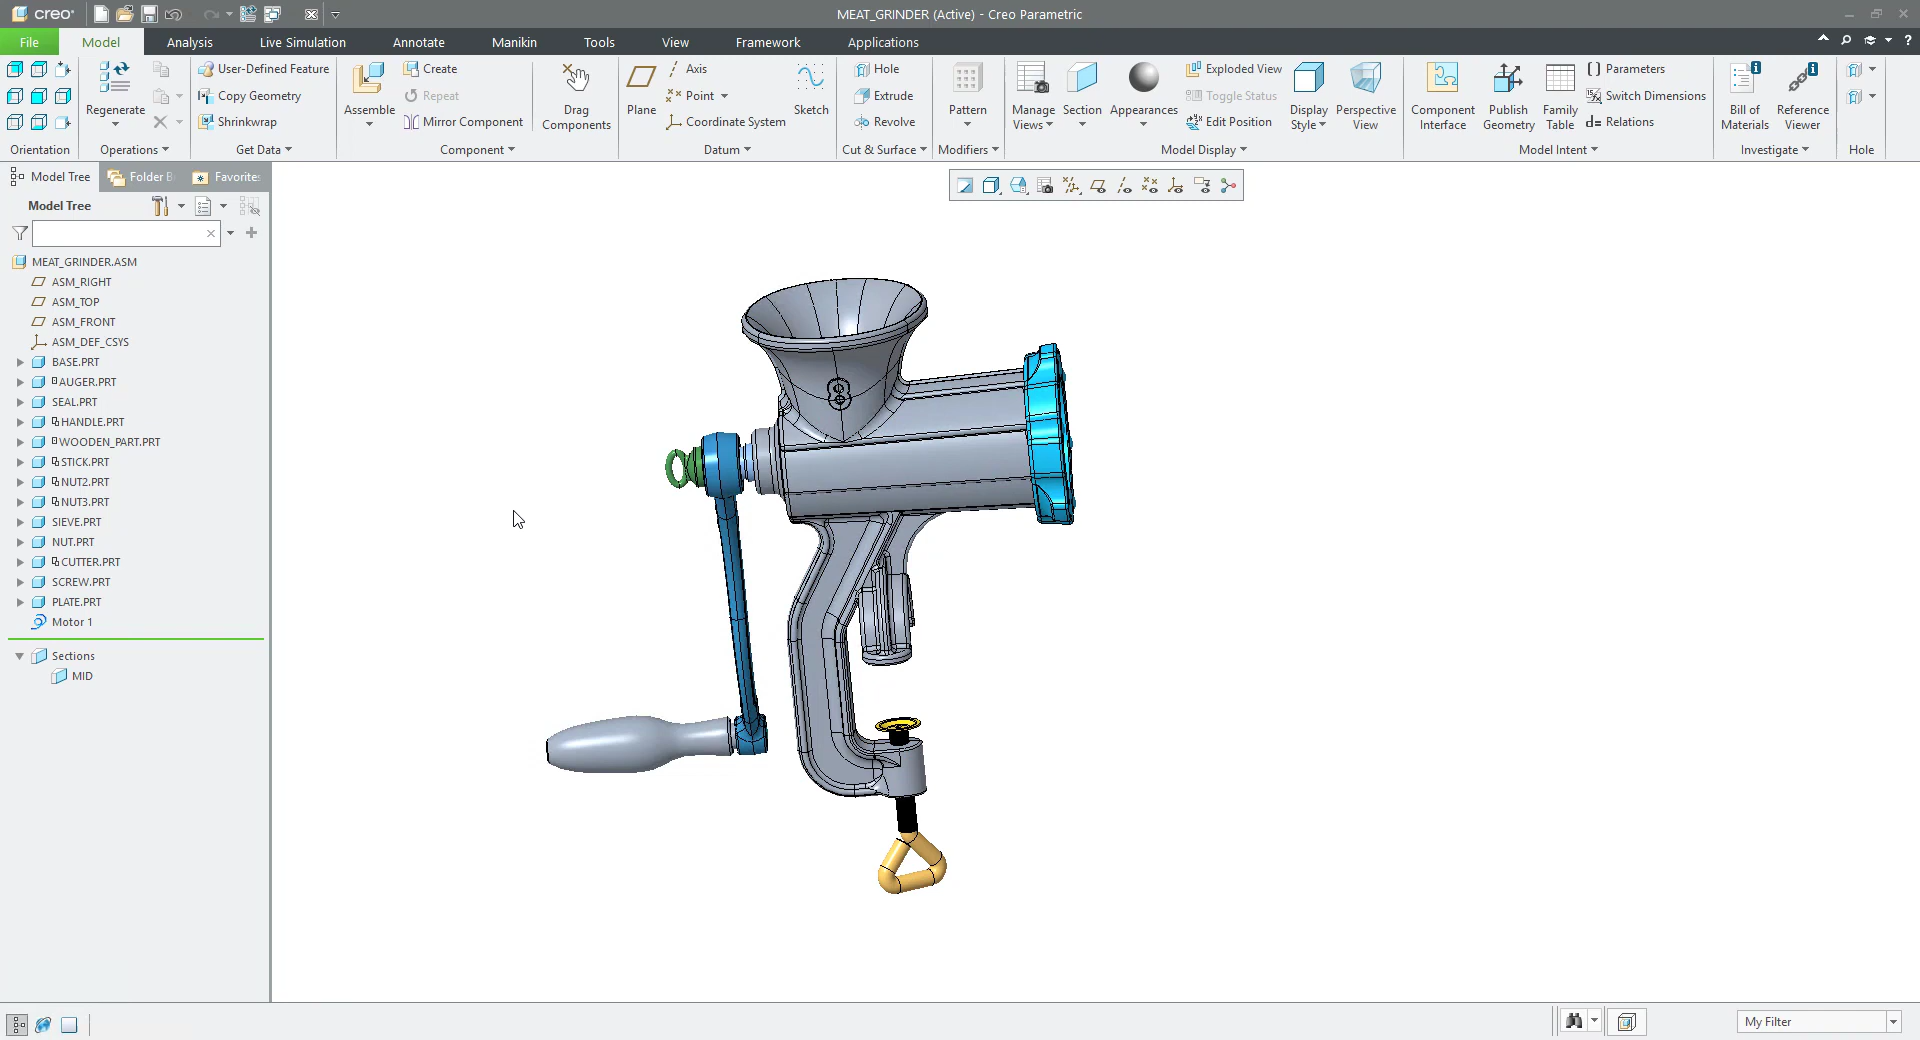 creo
MEAT_GRINDER (Active) - Creo Parametric
File
Model
Analysis
Live Simulation
Annotate
Manikin
Tools
View
Framework
Applications
Regenerate
User-Defined Feature
Copy Geometry
Shrinkwrap
Assemble
Create
Repeat
Mirror Component
Drag
Components
Plane
Axis
Point
Coordinate System
Sketch
Hole
Extrude
Revolve
Pattern
Manage
Views
Section
Appearances
Exploded View
Toggle Status
Edit Position
Display
Style
Perspective
View
Component
Interface
Publish
Geometry
Family
Table
Parameters
Switch Dimensions
Relations
Bill of
Materials
Reference
Viewer
Orientation
Operations
Get Data
Component
Datum
Cut & Surface
Modifiers
Model Display
Model Intent
Investigate
Hole
Model Tree
Folder B
Favorites
Model Tree
MEAT_GRINDER.ASM
ASM_RIGHT
ASM_TOP
ASM_FRONT
ASM_DEF_CSYS
BASE.PRT
AUGER.PRT
SEAL.PRT
HANDLE.PRT
WOODEN_PART.PRT
STICK.PRT
NUT2.PRT
NUT3.PRT
SIEVE.PRT
NUT.PRT
CUTTER.PRT
SCREW.PRT
PLATE.PRT
Motor 1
Sections
MID
8
My Filter